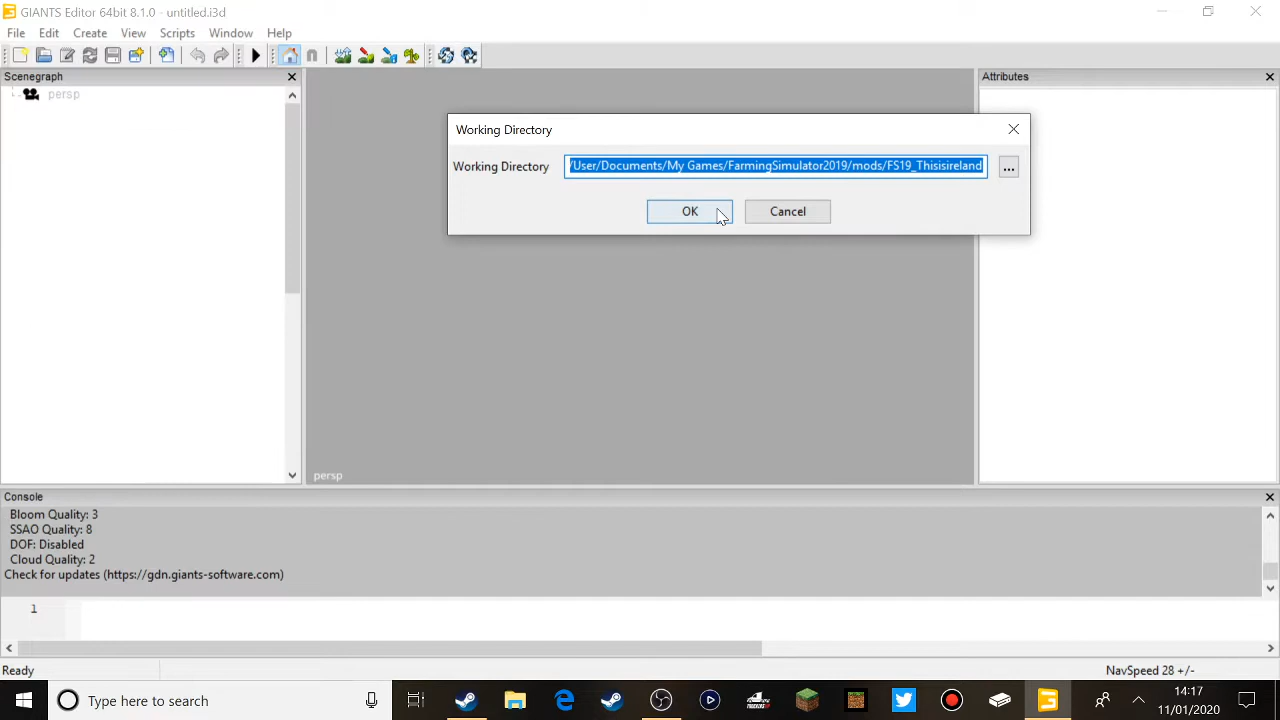 GIANTS Editor 64bit 8.1.0 - untitled.i3d
File Edit Create View Scripts Window Help
Scenegraph
Attributes
persp
Working Directory
Working Directory /User/Documents/My Games/FarmingSimulator2019/mods/FS19_Thisisireland ...
OK Cancel
persp
Console
Bloom Quality: 3
SSAO Quality: 8
DOF: Disabled
Cloud Quality: 2
Check for updates (https://gdn.giants-software.com)
1
Ready
NavSpeed 28 +/-
Type here to search
14:17
11/01/2020